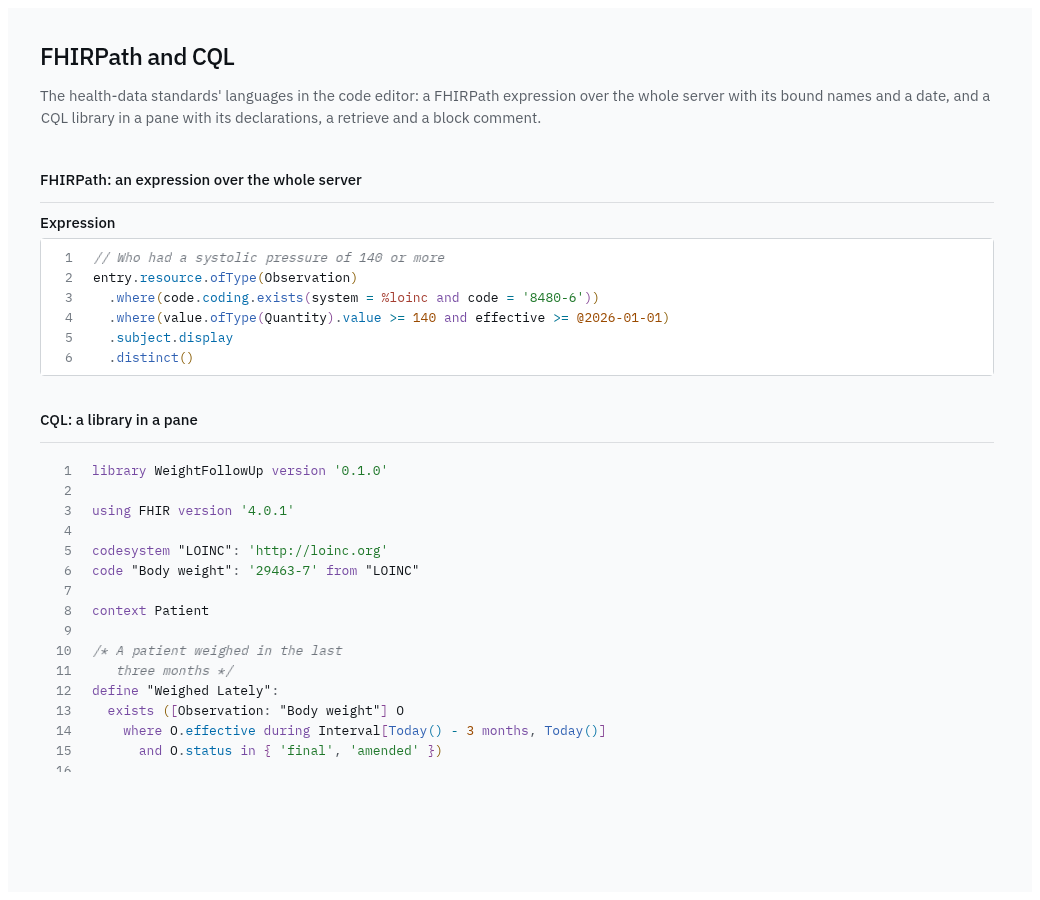 FHIRPath and CQL
The health-data standards' languages in the code editor: a FHIRPath expression over the whole server with its bound names and a date, and a
CQL library in a pane with its declarations, a retrieve and a block comment.
FHIRPath: an expression over the whole server
Expression
1 // Who had a systolic pressure of 140 or more
2 entry.resource.ofType(Observation)
3   .where(code.coding.exists(system = %loinc and code = '8480-6'))
4   .where(value.ofType(Quantity).value >= 140 and effective >= @2026-01-01)
5   .subject.display
6   .distinct()
CQL: a library in a pane
1 library WeightFollowUp version '0.1.0'
2
3 using FHIR version '4.0.1'
4
5 codesystem "LOINC": 'http://loinc.org'
6 code "Body weight": '29463-7' from "LOINC"
7
8 context Patient
9
10 /* A patient weighed in the last
11    three months */
12 define "Weighed Lately":
13   exists ([Observation: "Body weight"] O
14     where O.effective during Interval[Today() - 3 months, Today()]
15       and O.status in { 'final', 'amended' })
16